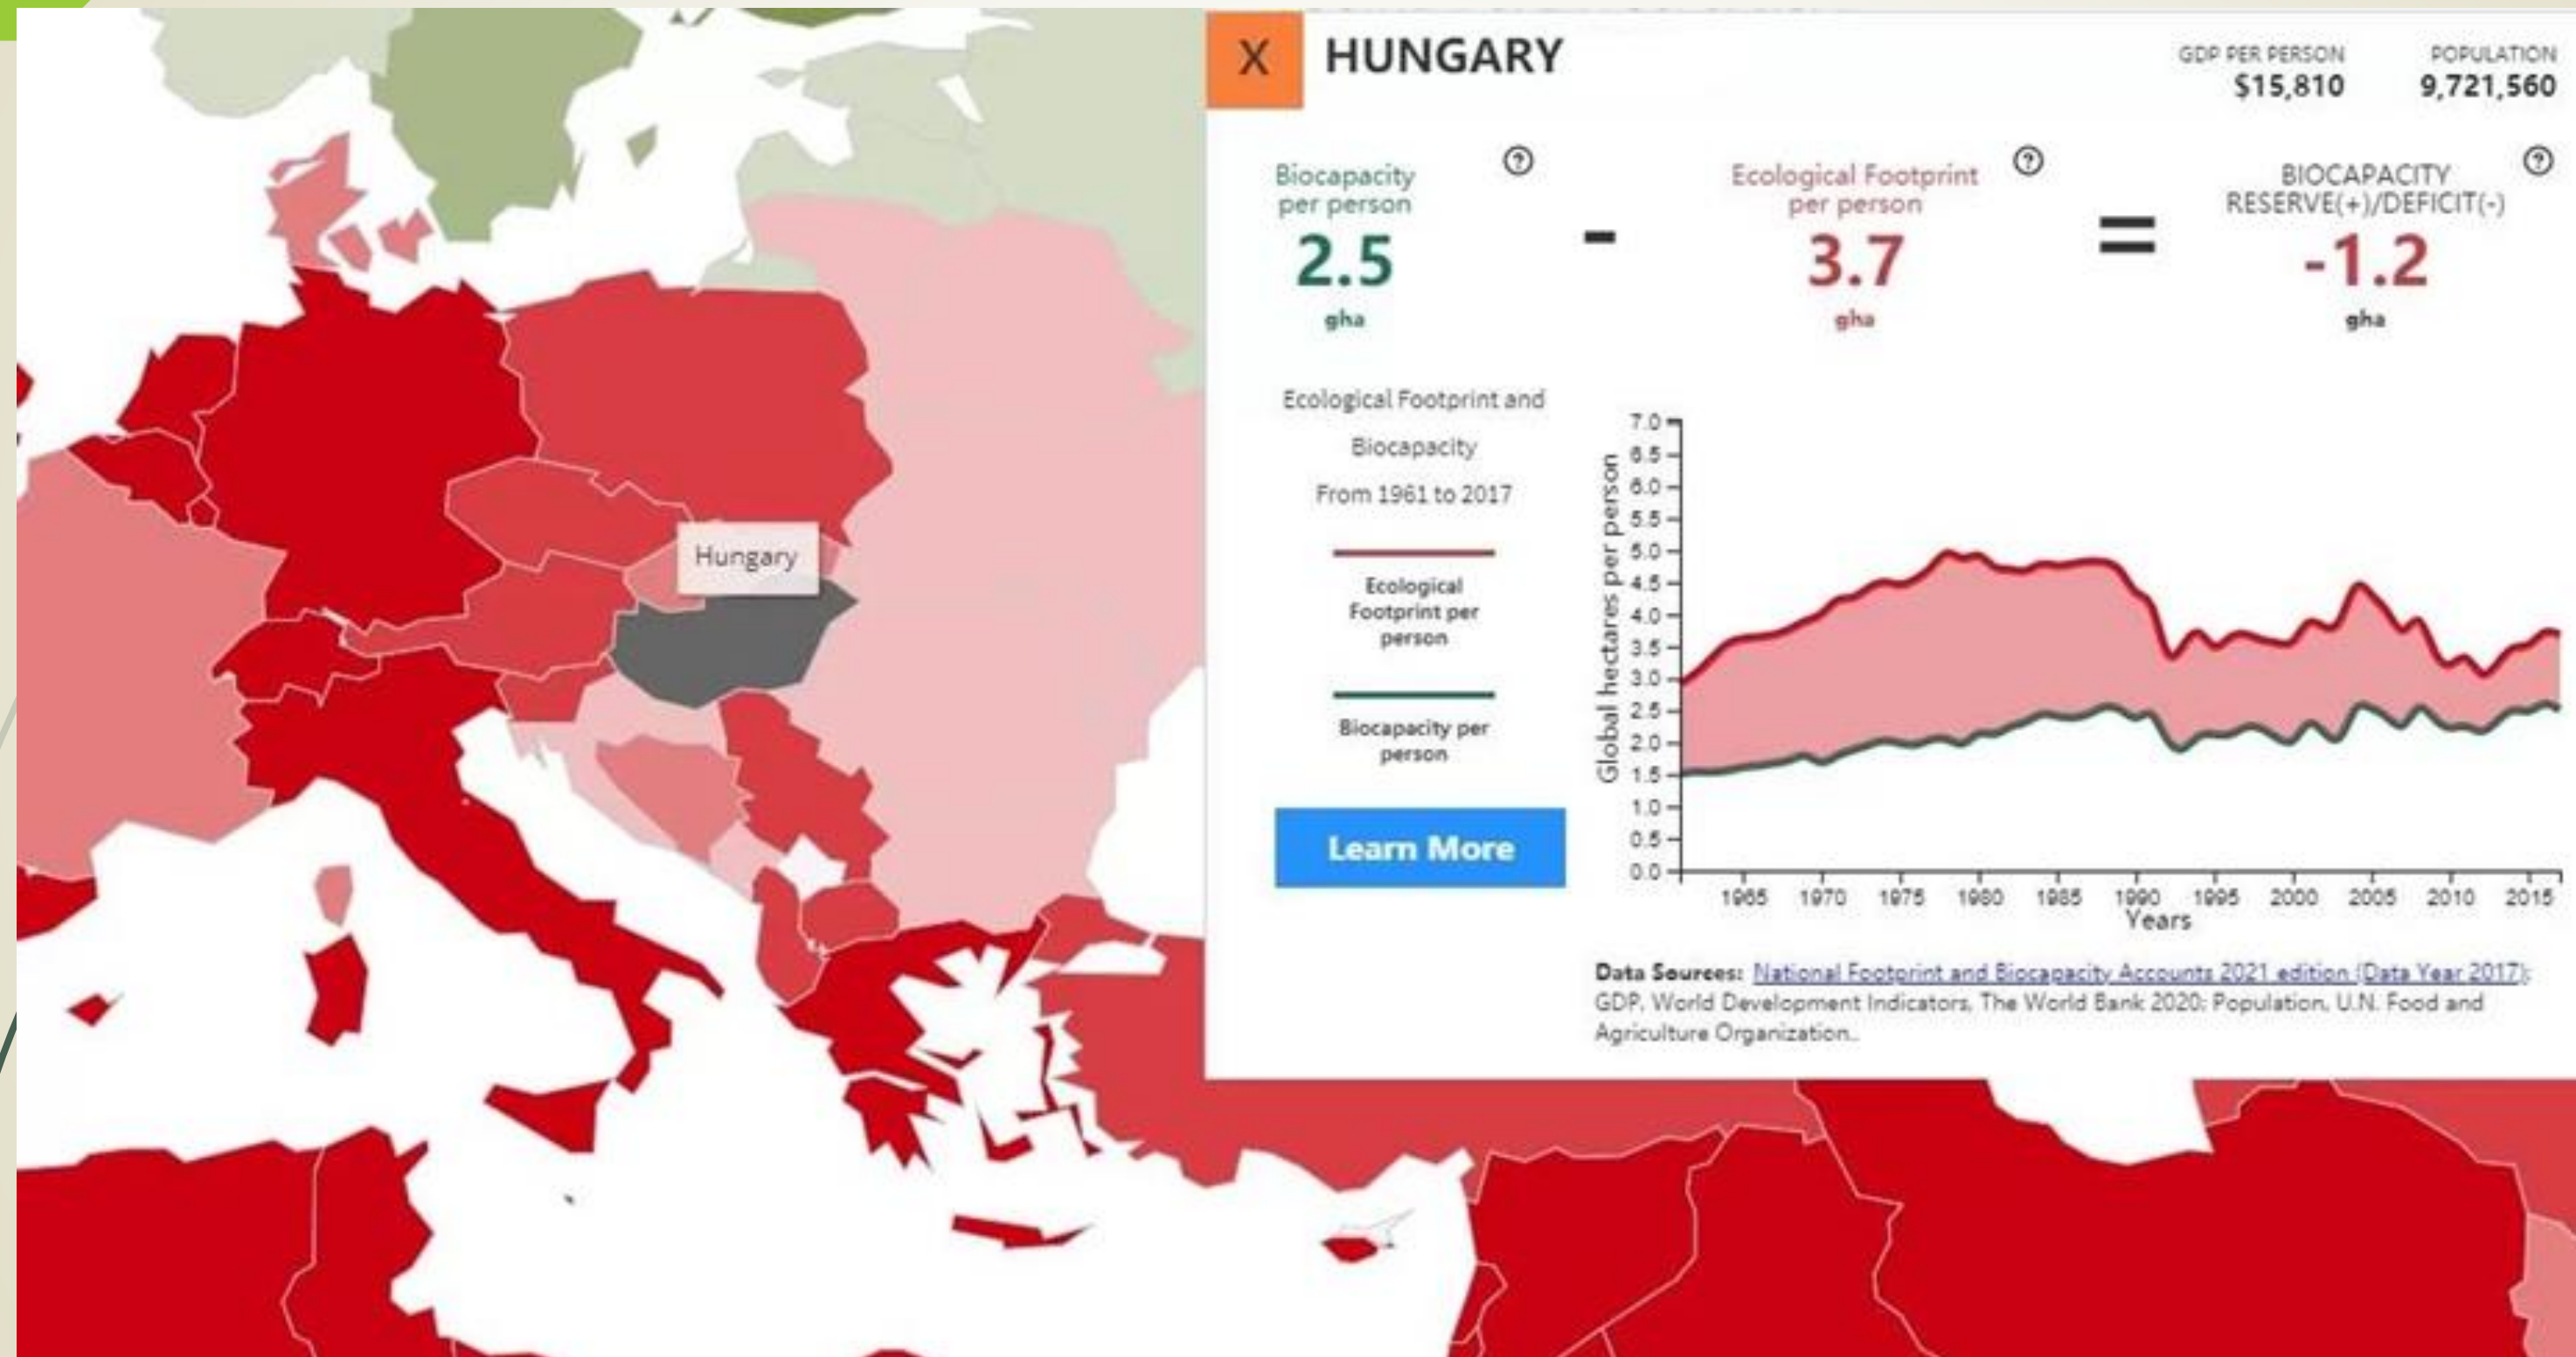 X HUNGARY
GDP PER PERSON
$15,810
POPULATION
9,721,560
Biocapacity
per person
2.5
gha
-
Ecological Footprint
per person
3.7
gha
=
BIOCAPACITY
RESERVE(+)/DEFICIT(-)
-1.2
gha
?
?
?
Ecological Footprint and
Biocapacity
From 1961 to 2017
Ecological
Footprint per
person
Biocapacity per
person
Learn More
Global hectares per person
7.0
6.5
6.0
5.5
5.0
4.5
4.0
3.5
3.0
2.5
2.0
1.5
1.0
0.5
0.0
1965 1970 1975 1980 1985 1990 1995 2000 2005 2010 2015
Years
Data Sources: National Footprint and Biocapacity Accounts 2021 edition (Data Year 2017);
GDP, World Development Indicators, The World Bank 2020; Population, U.N. Food and
Agriculture Organization..
Hungary